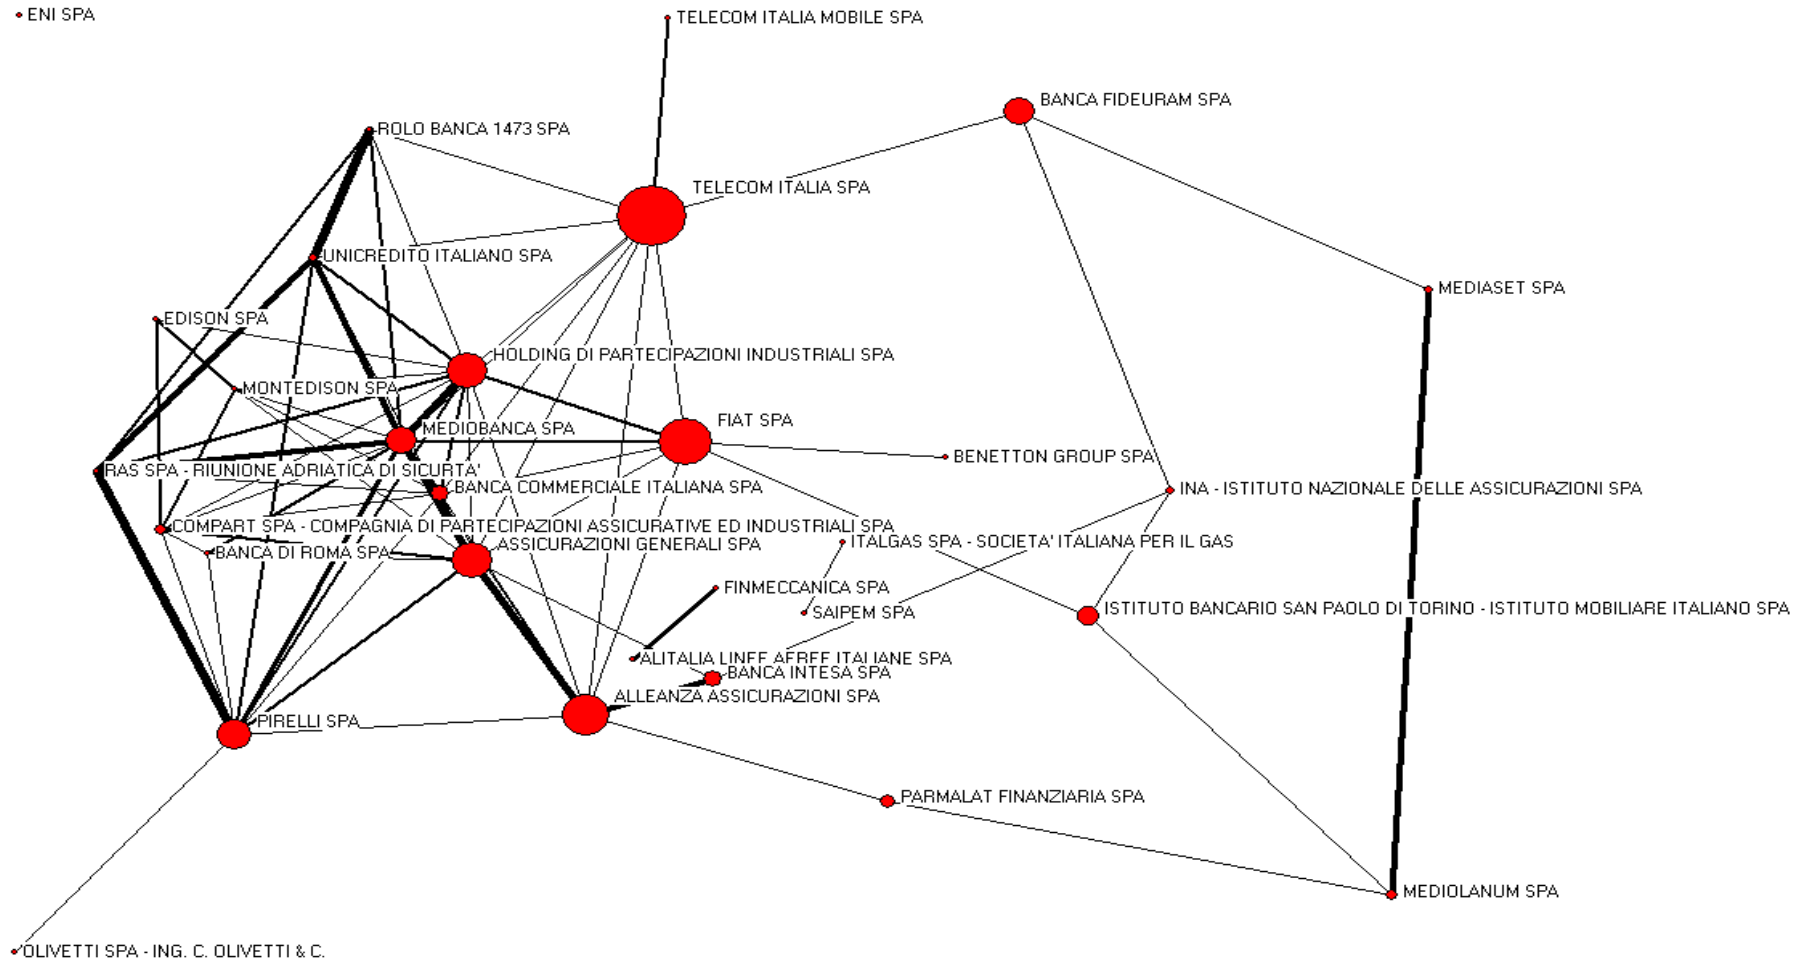 ENI SPA
TELECOM ITALIA MOBILE SPA
BANCA FIDEURAM SPA
ROLO BANCA 1473 SPA
TELECOM ITALIA SPA
UNICREDITO ITALIANO SPA
MEDIASET SPA
EDISON SPA
HOLDING DI PARTECIPAZIONI INDUSTRIALI SPA
MONTEDISON SPA
FIAT SPA
MEDIOBANCA SPA
BENETTON GROUP SPA
RAS SPA - RIUNIONE ADRIATICA DI SICURTA'
BANCA COMMERCIALE ITALIANA SPA
INA - ISTITUTO NAZIONALE DELLE ASSICURAZIONI SPA
COMPART SPA - COMPAGNIA DI PARTECIPAZIONI ASSICURATIVE ED INDUSTRIALI SPA
ASSICURAZIONI GENERALI SPA
ITALGAS SPA - SOCIETA' ITALIANA PER IL GAS
BANCA DI ROMA SPA
FINMECCANICA SPA
SAIPEM SPA
ISTITUTO BANCARIO SAN PAOLO DI TORINO - ISTITUTO MOBILIARE ITALIANO SPA
ALITALIA LINEE AEREE ITALIANE SPA
BANCA INTESA SPA
ALLEANZA ASSICURAZIONI SPA
PIRELLI SPA
PARMALAT FINANZIARIA SPA
MEDIOLANUM SPA
OLIVETTI SPA - ING. C. OLIVETTI & C.